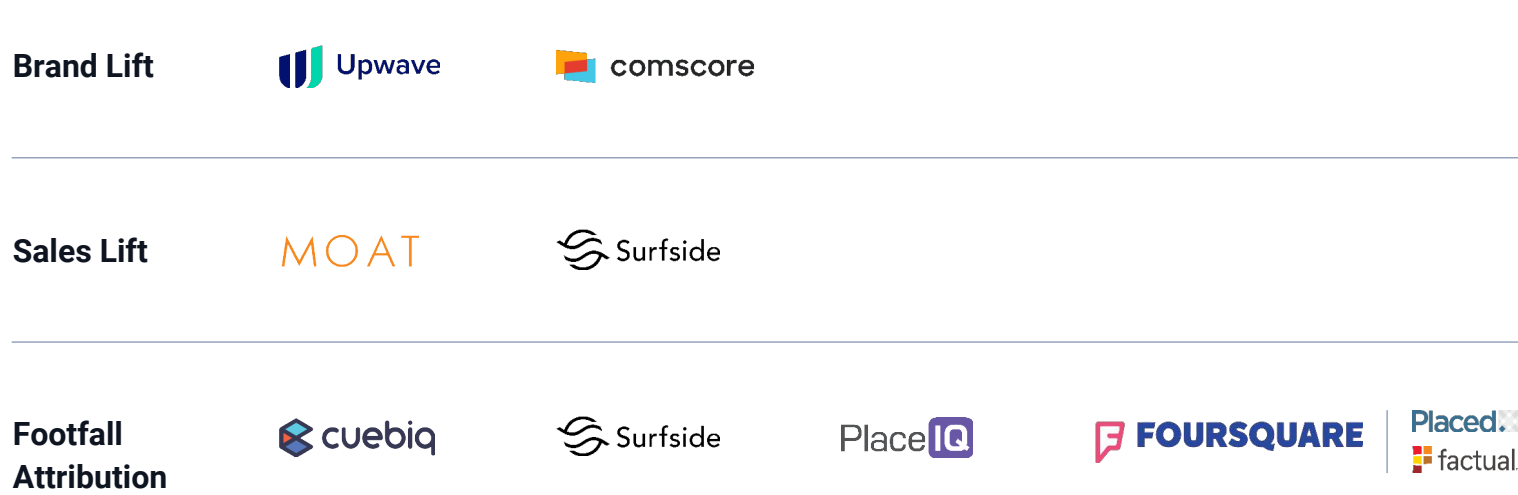 Brand Lift
Upwave
comscore
Sales Lift
MOAT
Surfside
Footfall
Attribution
cuebiq
Surfside
PlaceIQ
FOURSQUARE
Placed.
factual.